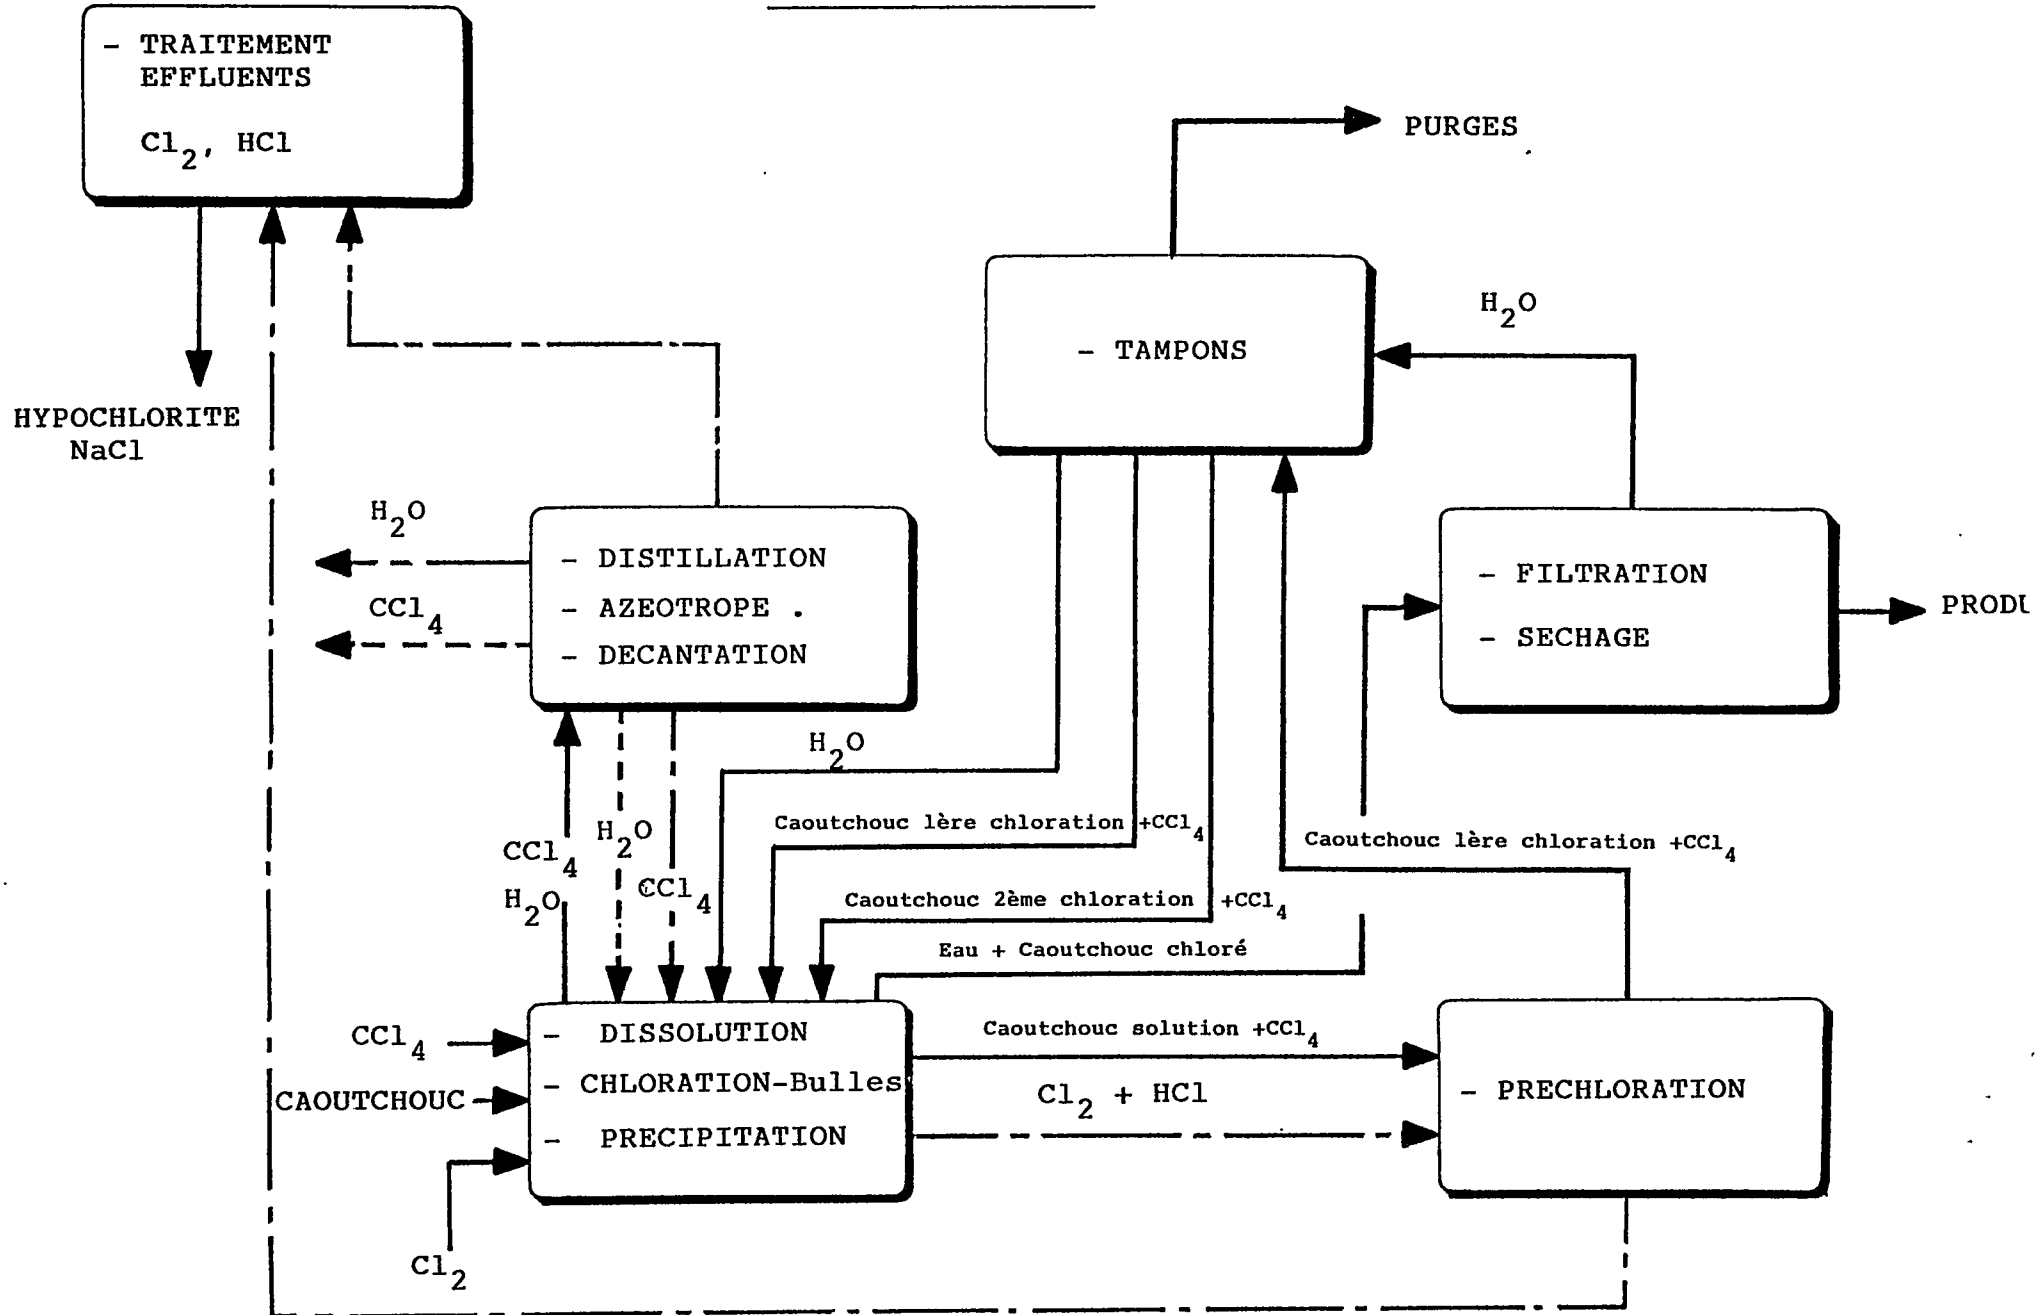 - TRAITEMENT
EFFLUENTS
Cl2, HCl
PURGES
H2O
- TAMPONS
HYPOCHLORITE
NaCl
H2O
CCl4
- DISTILLATION
- AZEOTROPE .
- DECANTATION
- FILTRATION
- SECHAGE
PRODU
H2O
CCl4
H2O
H2O
CCl4
Caoutchouc 1ère chloration +CCl4
Caoutchouc 1ère chloration +CCl4
Caoutchouc 2ème chloration +CCl4
Eau + Caoutchouc chloré
CCl4
CAOUTCHOUC
Cl2
- DISSOLUTION
- CHLORATION-Bulles
- PRECIPITATION
Caoutchouc solution +CCl4
Cl2 + HCl
- PRECHLORATION